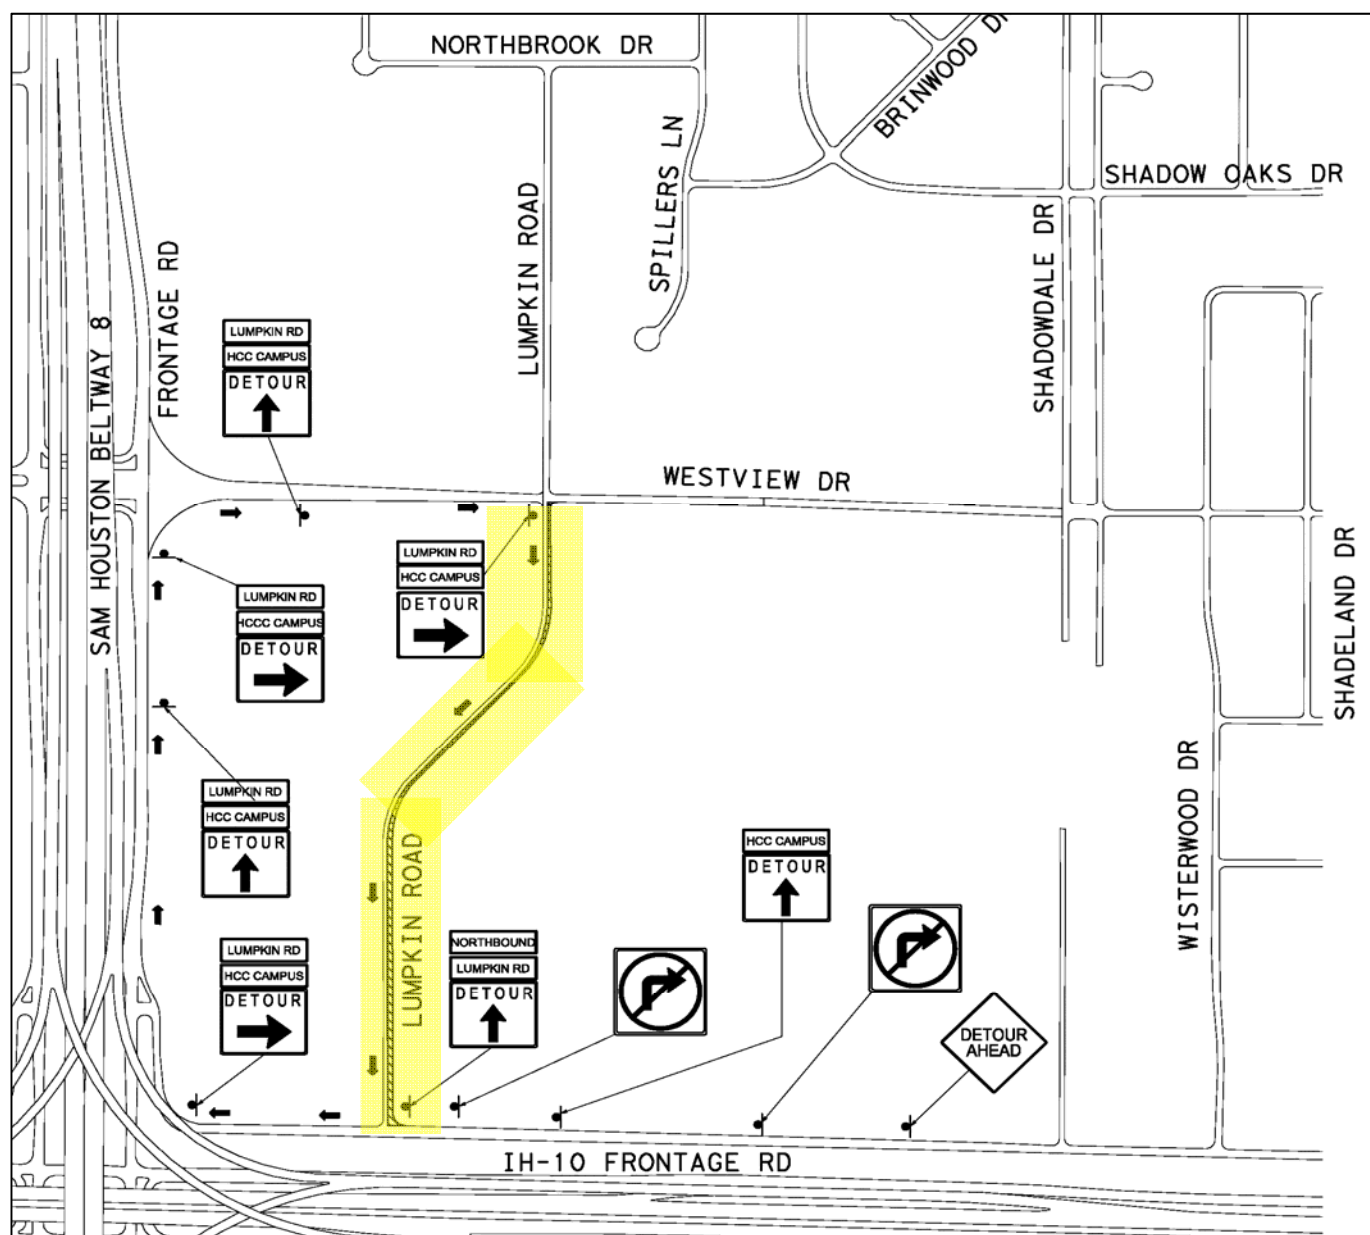 NORTHBROOK DR
BRINWOOD DR
SPILLERS LN
SHADOW OAKS DR
LUMPKIN ROAD
SHADOWDALE DR
FRONTAGE RD
SAM HOUSTON BELTWAY 8
LUMPKIN RD
HCC CAMPUS
DETOUR
WESTVIEW DR
LUMPKIN RD
HCC CAMPUS
DETOUR
LUMPKIN RD
HCCC CAMPUS
DETOUR
SHADELAND DR
WISTERWOOD DR
LUMPKIN RD
HCC CAMPUS
DETOUR
LUMPKIN ROAD
HCC CAMPUS
DETOUR
LUMPKIN RD
HCC CAMPUS
DETOUR
NORTHBOUND
LUMPKIN RD
DETOUR
DETOUR
AHEAD
IH-10 FRONTAGE RD